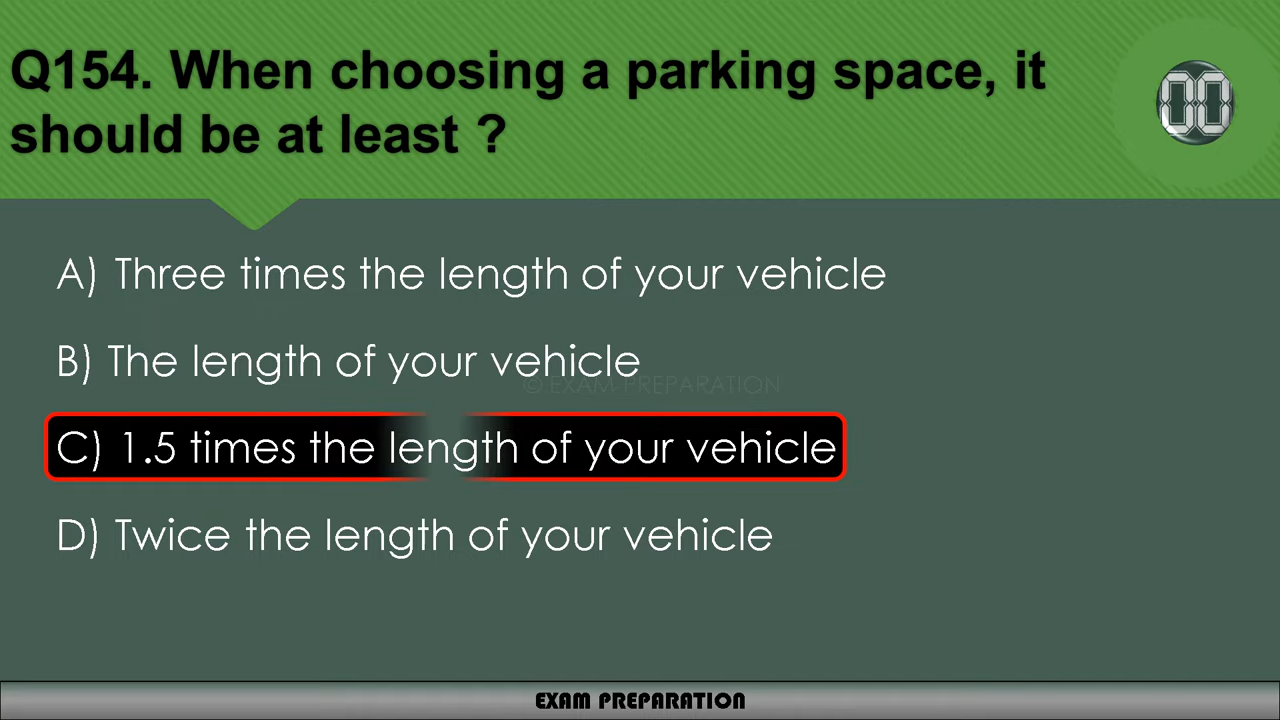 Q154. When choosing a parking space, it
should be at least ?
00
A) Three times the length of your vehicle
B) The length of your vehicle
© EXAM PREPARATION
C) 1.5 times the length of your vehicle
D) Twice the length of your vehicle
EXAM PREPARATION